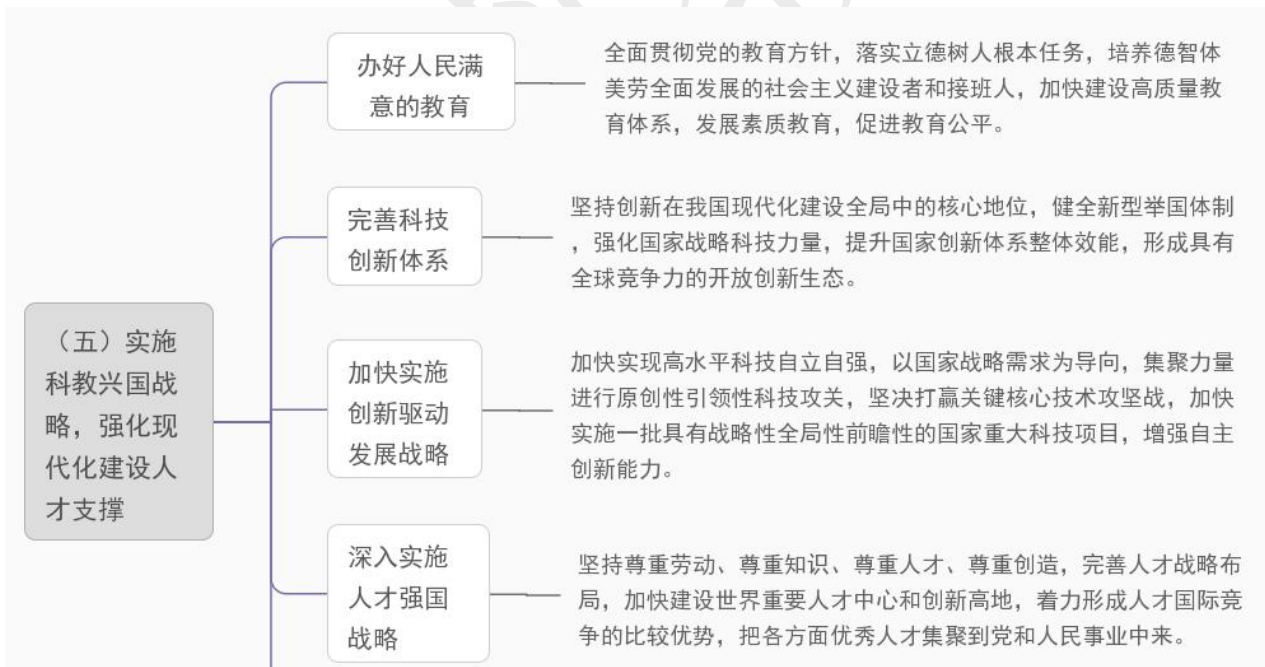 办好人民满
意的教育
全面贯彻党的教育方针，落实立德树人根本任务，培养德智体
美劳全面发展的社会主义建设者和接班人，加快建设高质量教
育体系，发展素质教育，促进教育公平。
完善科技
创新体系
坚持创新在我国现代化建设全局中的核心地位，健全新型举国体制
，强化国家战略科技力量，提升国家创新体系整体效能，形成具有
全球竞争力的开放创新生态。
（五）实施
科教兴国战
略，强化现
代化建设人
才支撑
加快实施
创新驱动
发展战略
加快实现高水平科技自立自强，以国家战略需求为导向，集聚力量
进行原创性引领性科技攻关，坚决打赢关键核心技术攻坚战，加快
实施一批具有战略性全局性前瞻性的国家重大科技项目，增强自主
创新能力。
深入实施
人才强国
战略
坚持尊重劳动、尊重知识、尊重人才、尊重创造，完善人才战略布
局，加快建设世界重要人才中心和创新高地，着力形成人才国际竞
争的比较优势，把各方面优秀人才集聚到党和人民事业中来。